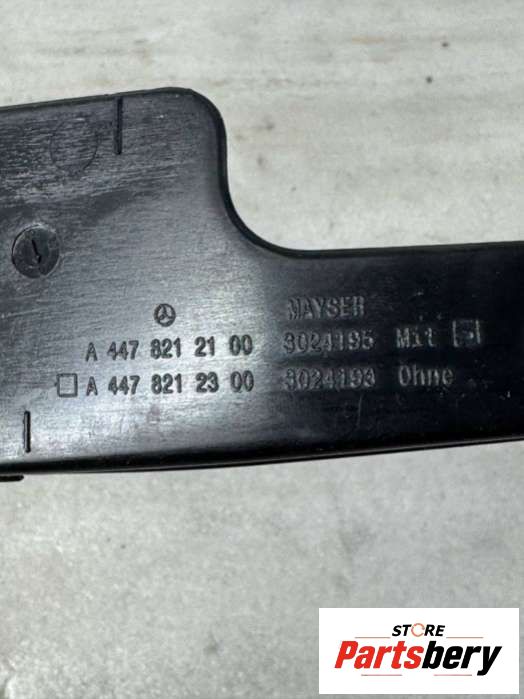 MAYSER
A 447 821 21 00 3024195 Mit
A 447 821 23 00 3024193 Ohne
STORE
Partsbery